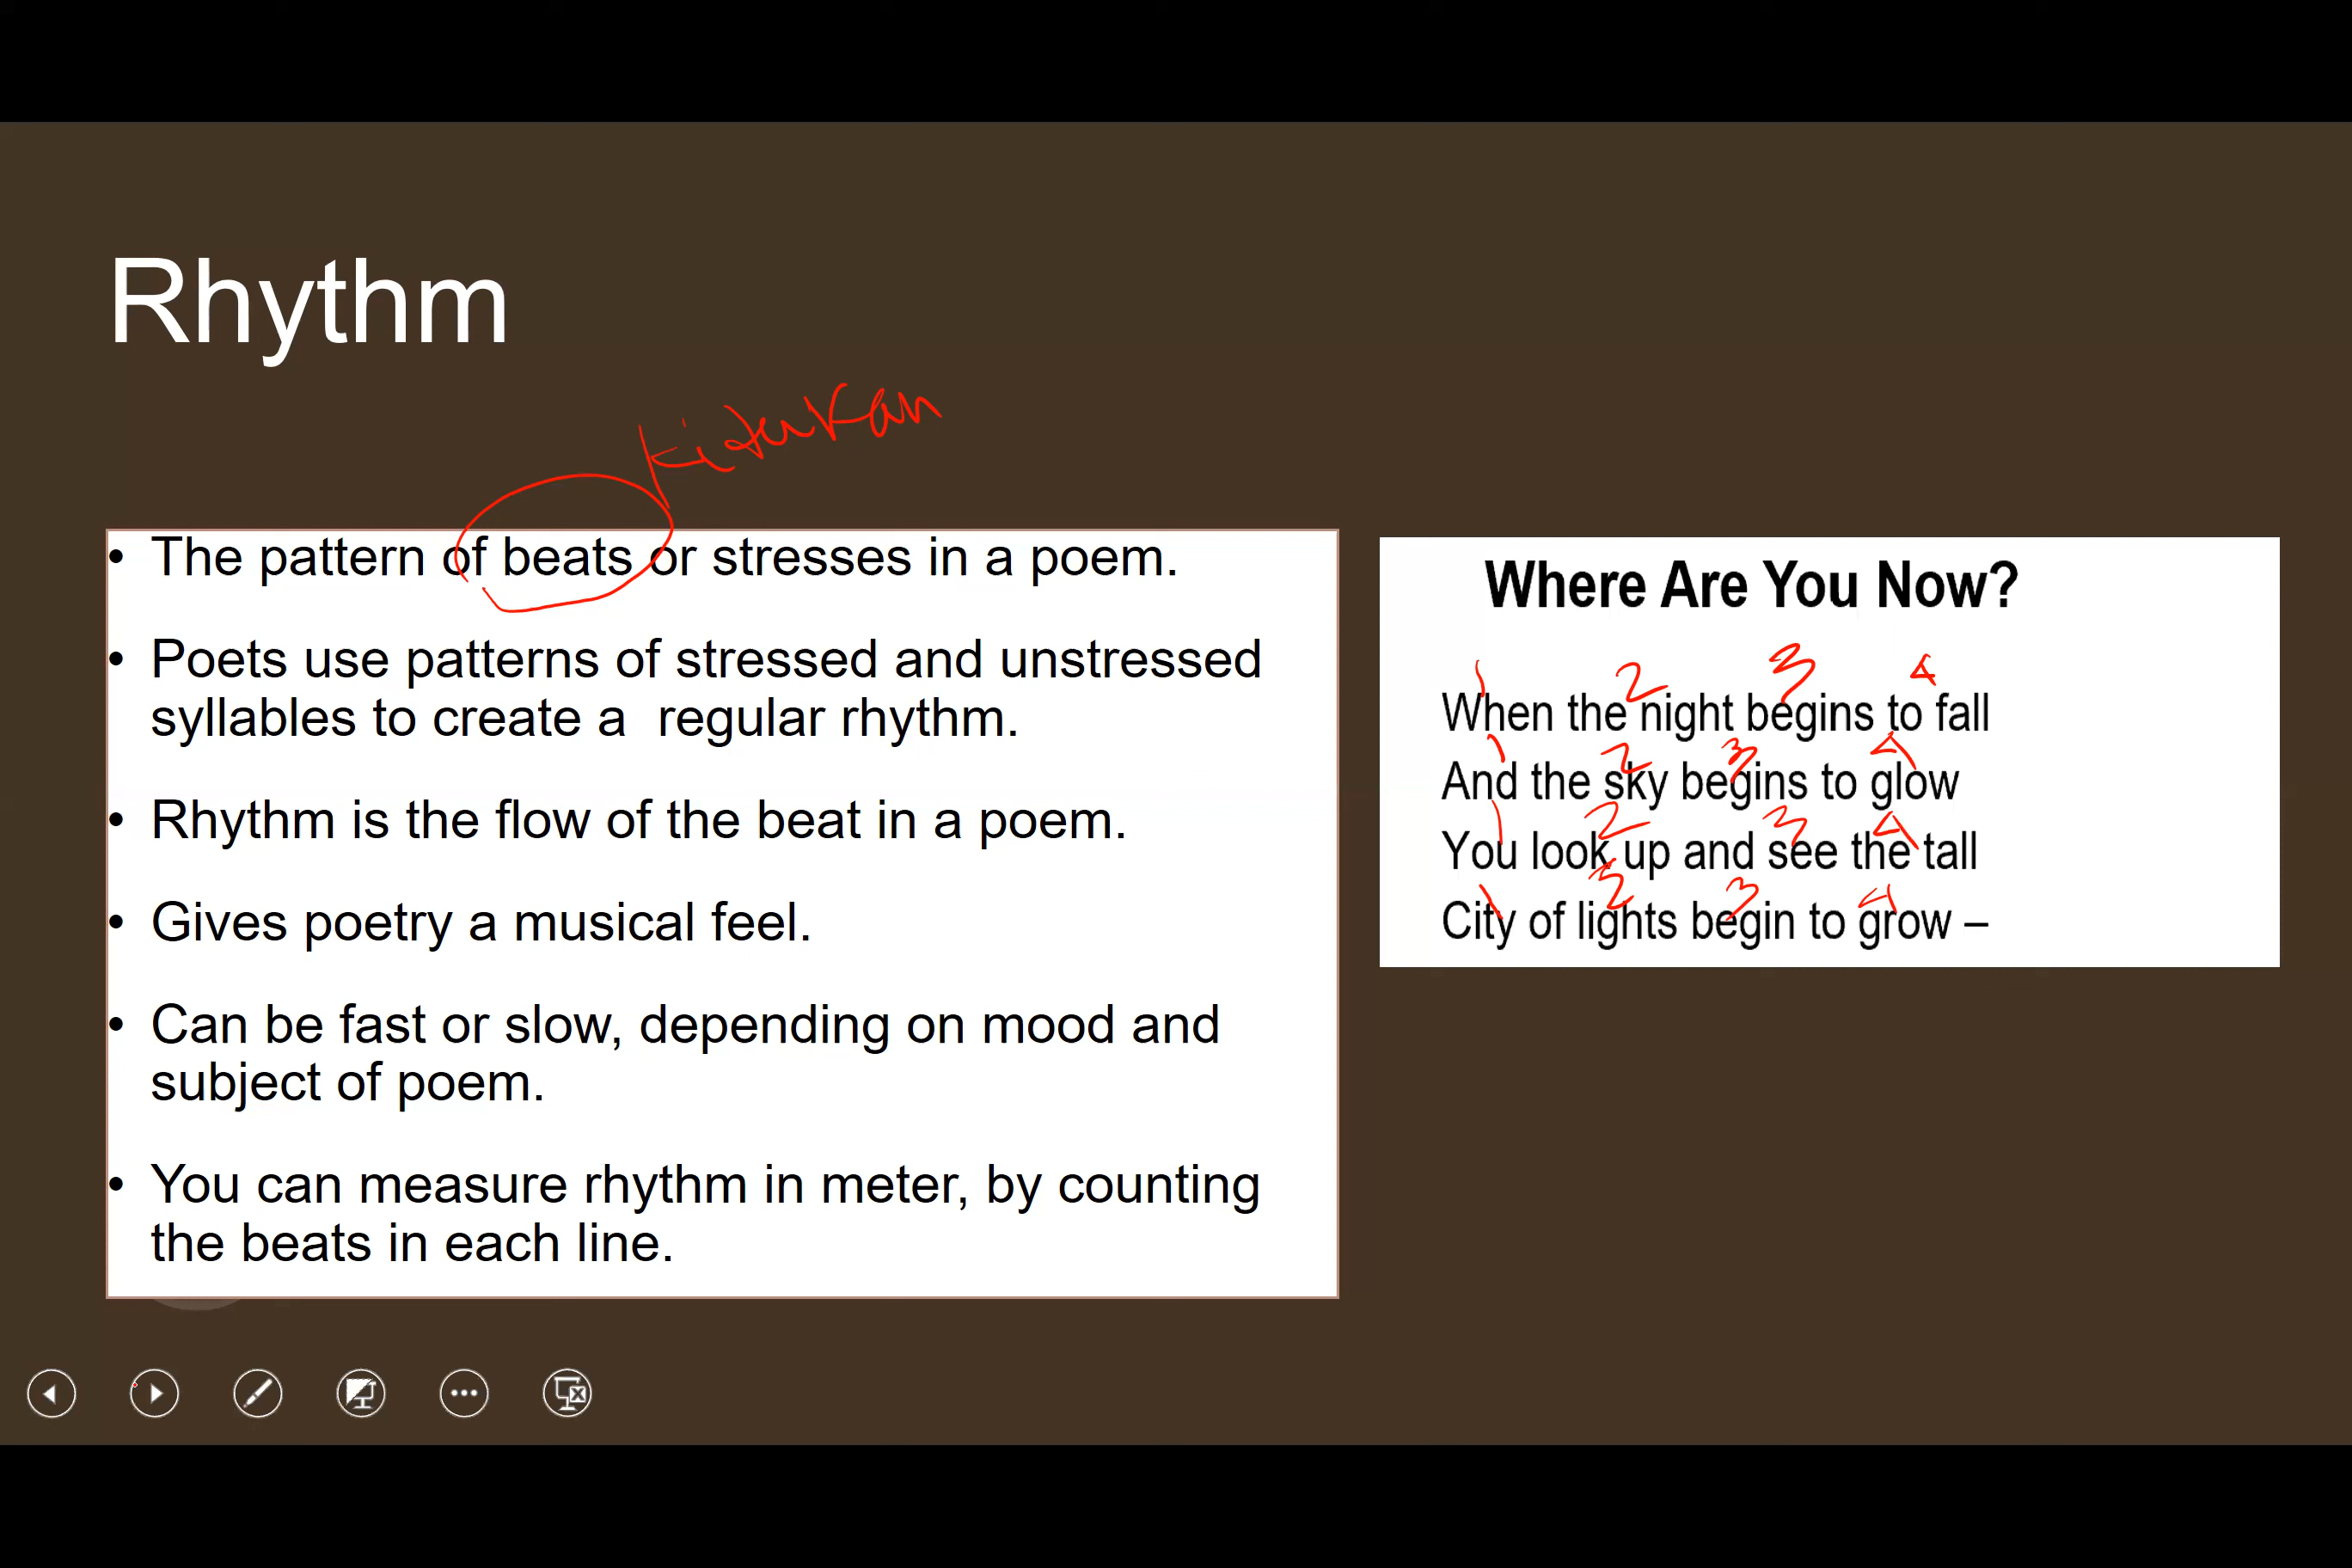 Rhythm
• The pattern of beats or stresses in a poem.
• Poets use patterns of stressed and unstressed
syllables to create a  regular rhythm.
• Rhythm is the flow of the beat in a poem.
• Gives poetry a musical feel.
• Can be fast or slow, depending on mood and
subject of poem.
• You can measure rhythm in meter, by counting
the beats in each line.
Where Are You Now?
1 2 3 4
When the night begins to fall
1 2 3 4
And the sky begins to glow
1 2 3 4
You look up and see the tall
1 2 3 4
City of lights begin to grow –